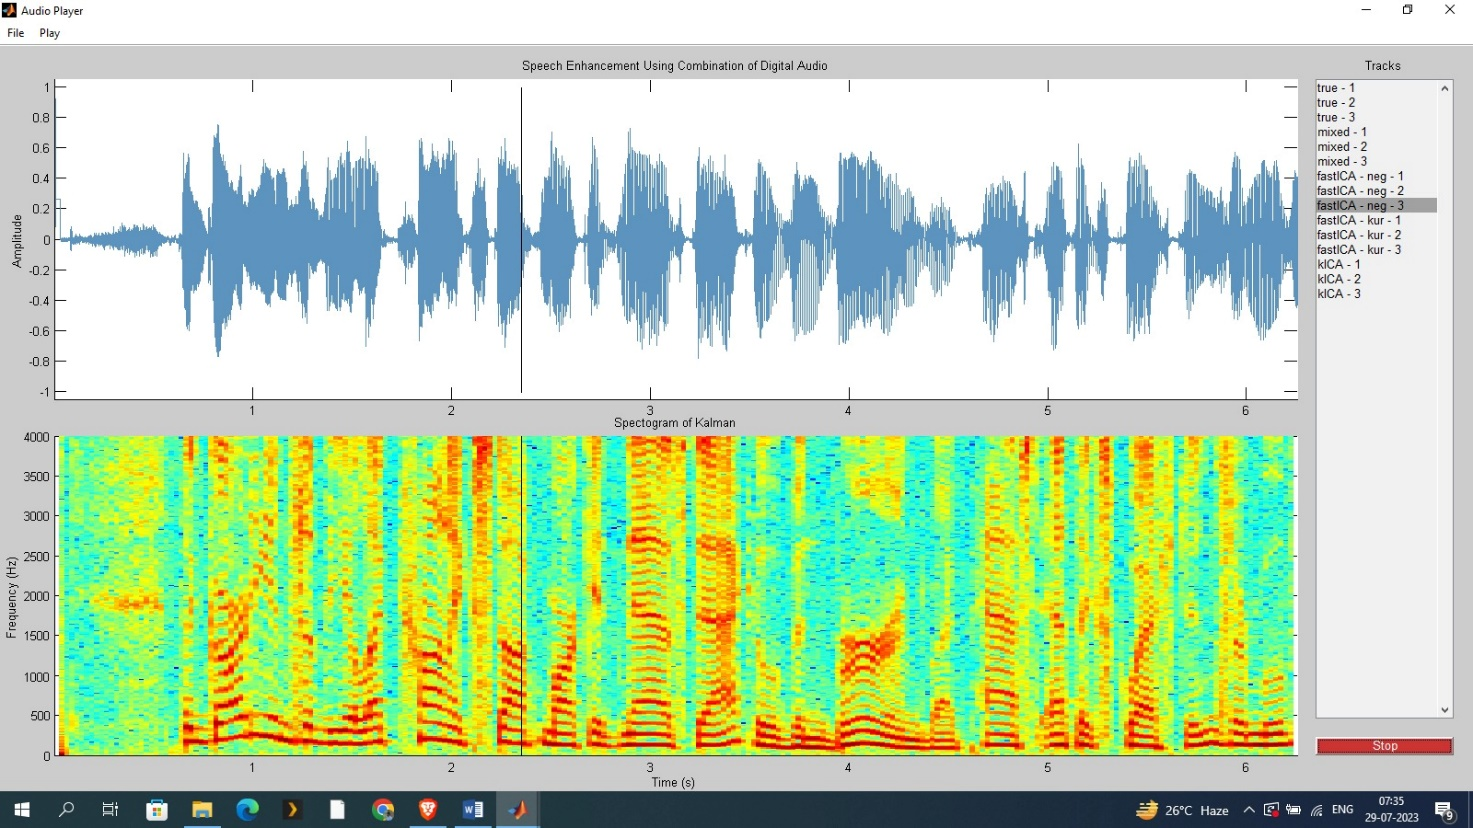 Audio Player
File Play
Speech Enhancement Using Combination of Digital Audio
Tracks
1
0.8
0.6
0.4
0.2
0
-0.2
-0.4
-0.6
-0.8
-1
Amplitude
1 2 3 4 5 6
true - 1
true - 2
true - 3
mixed - 1
mixed - 2
mixed - 3
fastICA - neg - 1
fastICA - neg - 2
fastICA - neg - 3
fastICA - kur - 1
fastICA - kur - 2
fastICA - kur - 3
kICA - 1
kICA - 2
kICA - 3
Spectogram of Kalman
4000
3500
3000
2500
2000
1500
1000
500
0
Frequency (Hz)
1 2 3 4 5 6
Time (s)
Stop
26°C Haze
ENG
07:35
29-07-2023
9